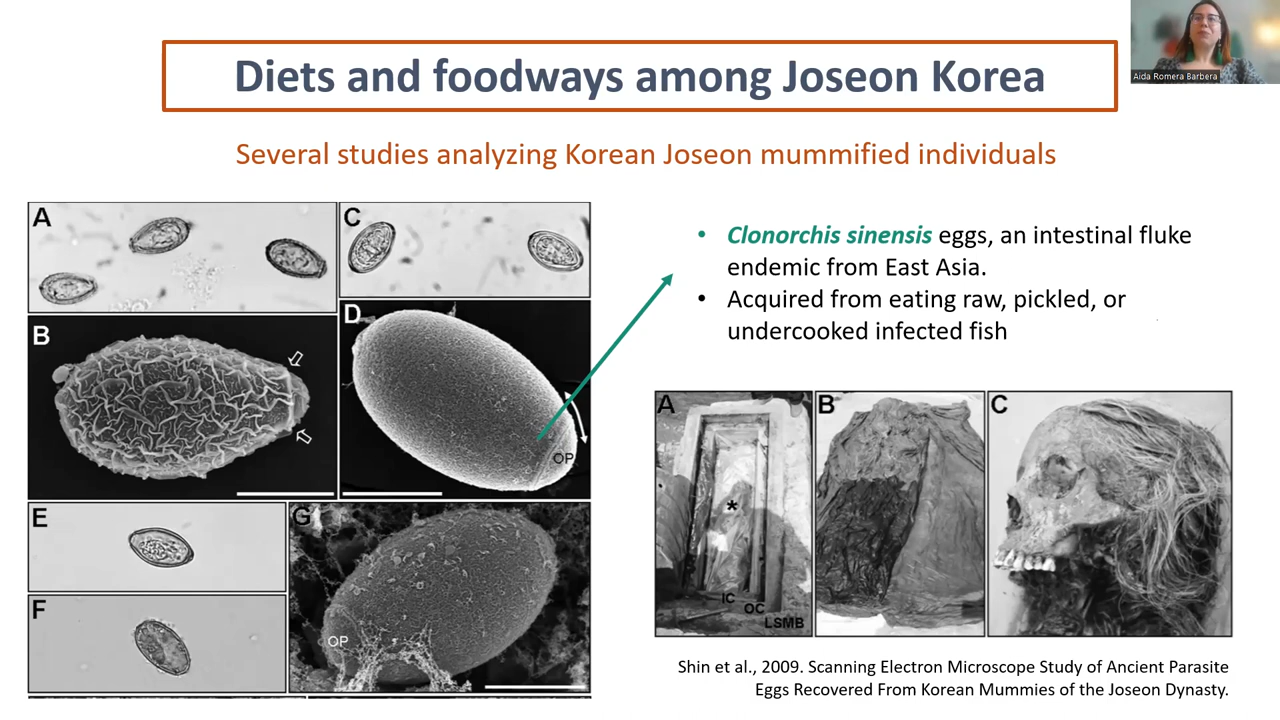 Diets and foodways among Joseon Korea
Aida Romera Barbera
Several studies analyzing Korean Joseon mummified individuals
A
C
B
D
OP
E
F
G
OP
• Clonorchis sinensis eggs, an intestinal fluke
endemic from East Asia.
• Acquired from eating raw, pickled, or
undercooked infected fish
A
B
C
*
IC
OC
LSMB
Shin et al., 2009. Scanning Electron Microscope Study of Ancient Parasite
Eggs Recovered From Korean Mummies of the Joseon Dynasty.